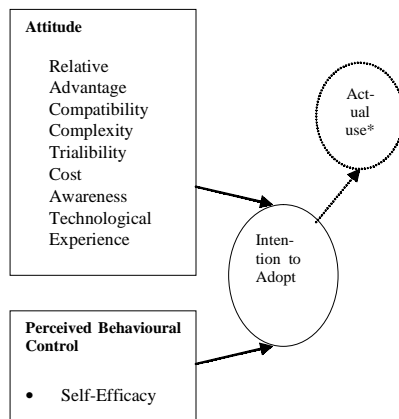 Attitude
Relative
Advantage
Compatibility
Complexity
Trialibility
Cost
Awareness
Technological
Experience
Act-
ual
use*
Inten-
tion to
Adopt
Perceived Behavioural
Control
• Self-Efficacy